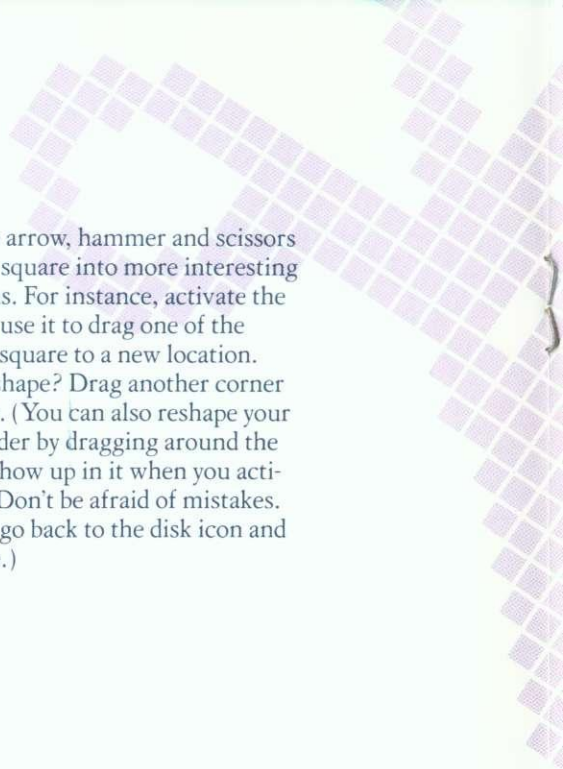 arrow, hammer and scissors
square into more interesting
s. For instance, activate the
use it to drag one of the
square to a new location.
hape? Drag another corner
. (You can also reshape your
der by dragging around the
how up in it when you acti-
Don't be afraid of mistakes.
go back to the disk icon and
.)